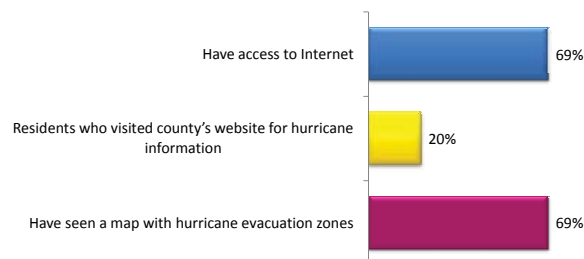 Have access to Internet
69%
Residents who visited county’s website for hurricane
information
20%
Have seen a map with hurricane evacuation zones
69%